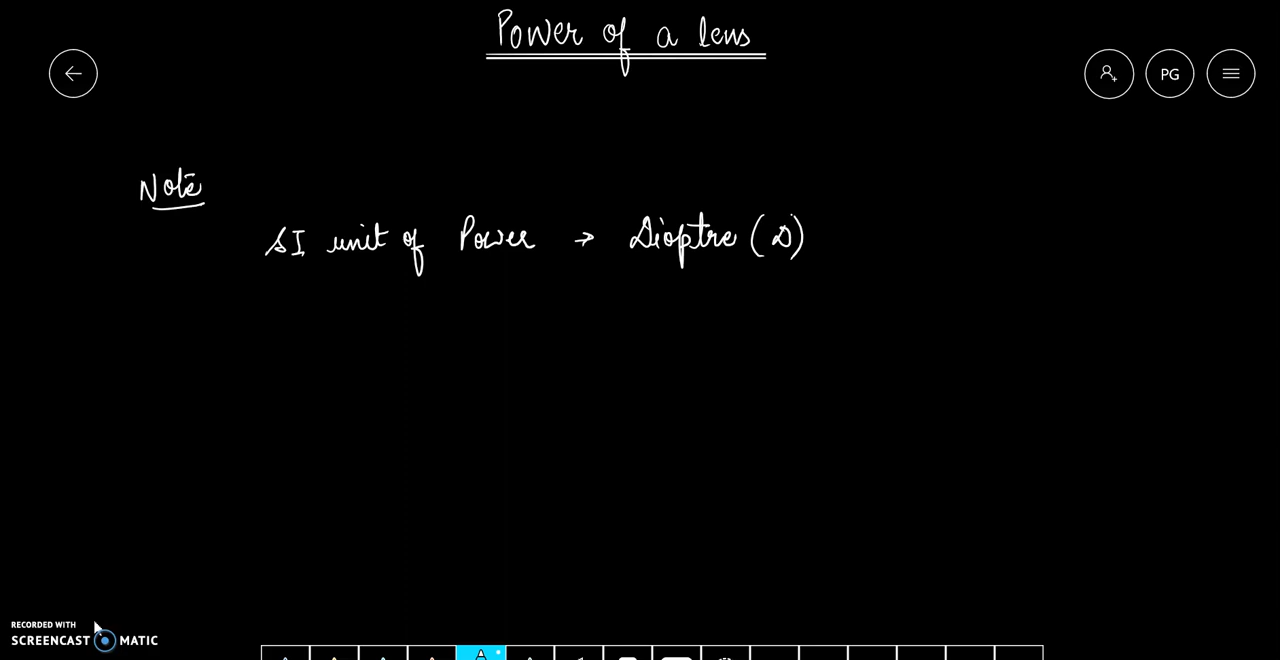 Power of a lens
PG
Note
SI unit of Power → Dioptre (D)
RECORDED WITH
SCREENCAST MATIC